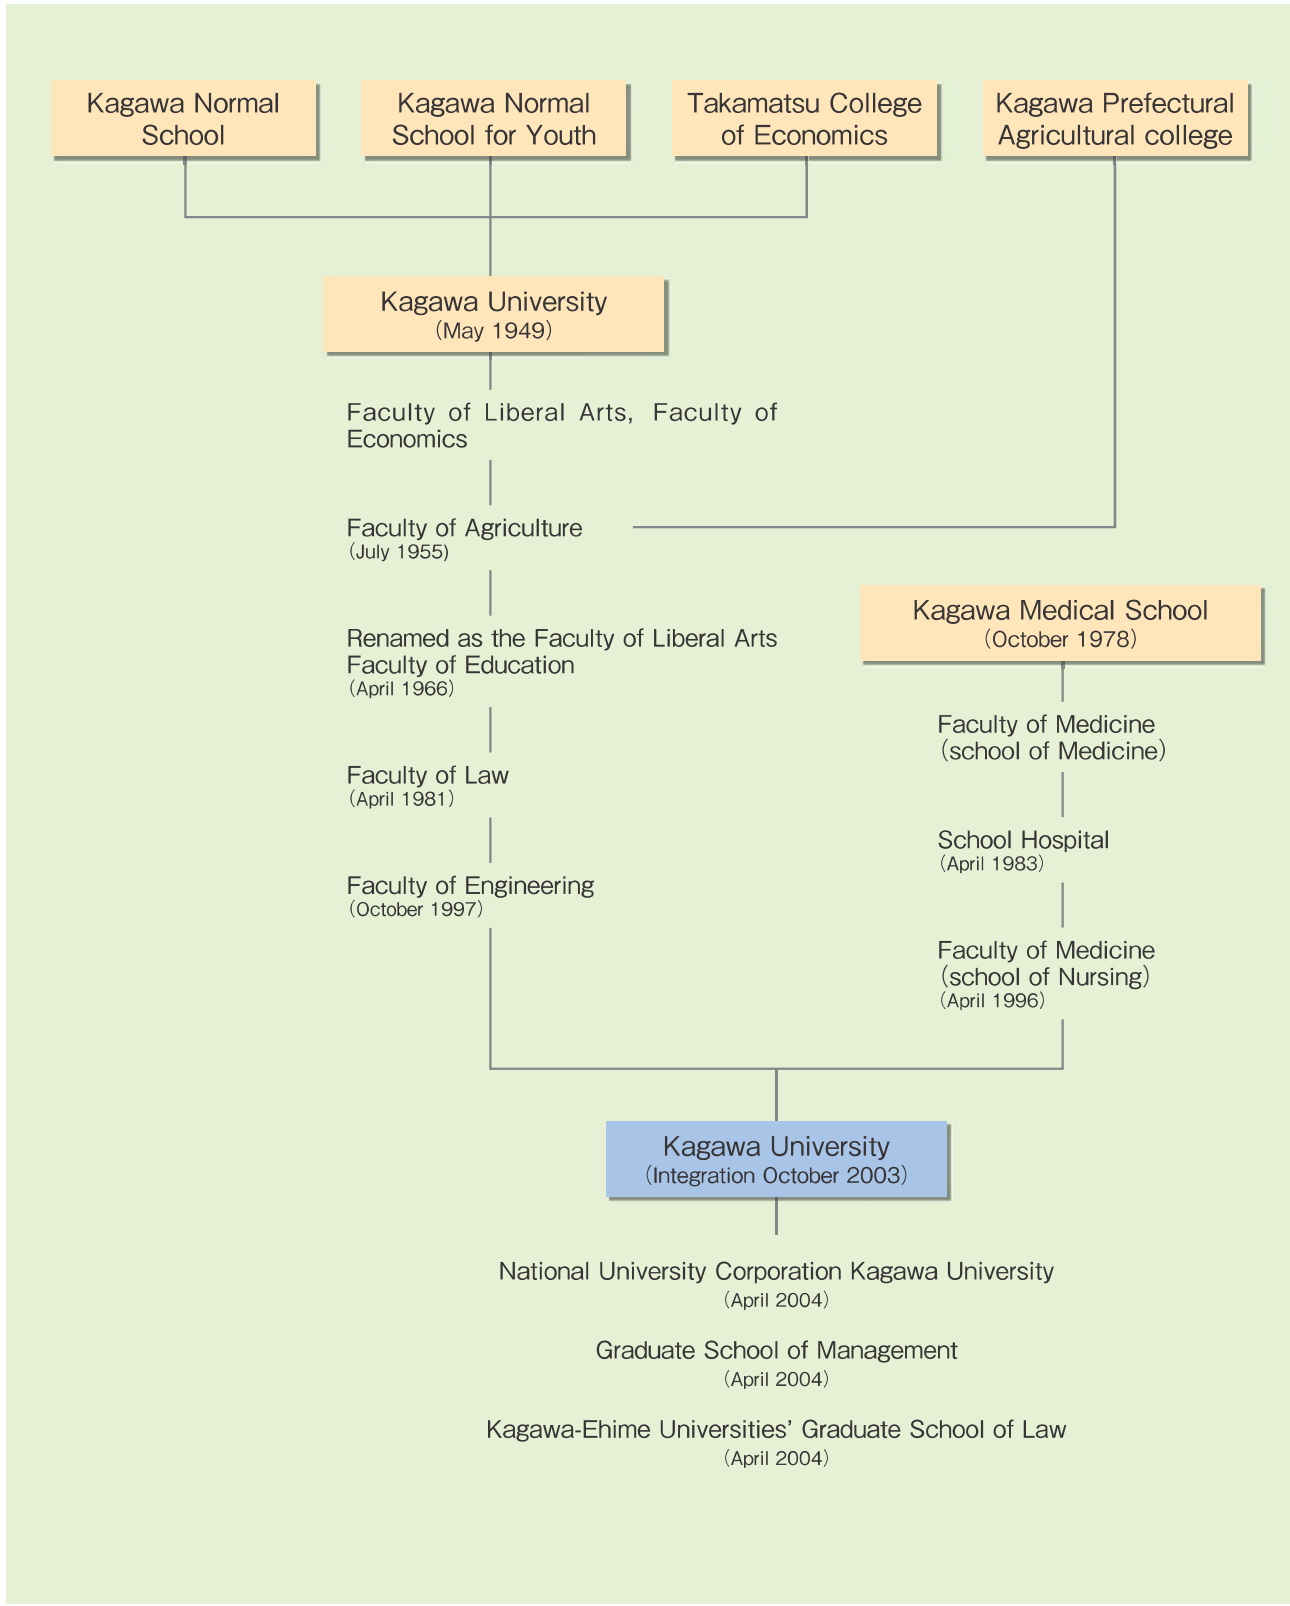 Kagawa Normal
School
Kagawa Normal
School for Youth
Takamatsu College
of Economics
Kagawa Prefectural
Agricultural college
Kagawa University
(May 1949)
Faculty of Liberal Arts, Faculty of
Economics
Faculty of Agriculture
(July 1955)
Renamed as the Faculty of Liberal Arts
Faculty of Education
(April 1966)
Faculty of Law
(April 1981)
Faculty of Engineering
(October 1997)
Kagawa Medical School
(October 1978)
Faculty of Medicine
(school of Medicine)
School Hospital
(April 1983)
Faculty of Medicine
(school of Nursing)
(April 1996)
Kagawa University
(Integration October 2003)
National University Corporation Kagawa University
(April 2004)
Graduate School of Management
(April 2004)
Kagawa-Ehime Universities’ Graduate School of Law
(April 2004)